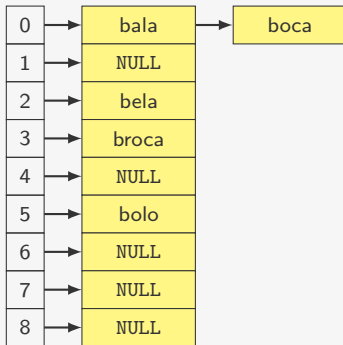 0 bala boca
1 NULL
2 bela
3 broca
4 NULL
5 bolo
6 NULL
7 NULL
8 NULL